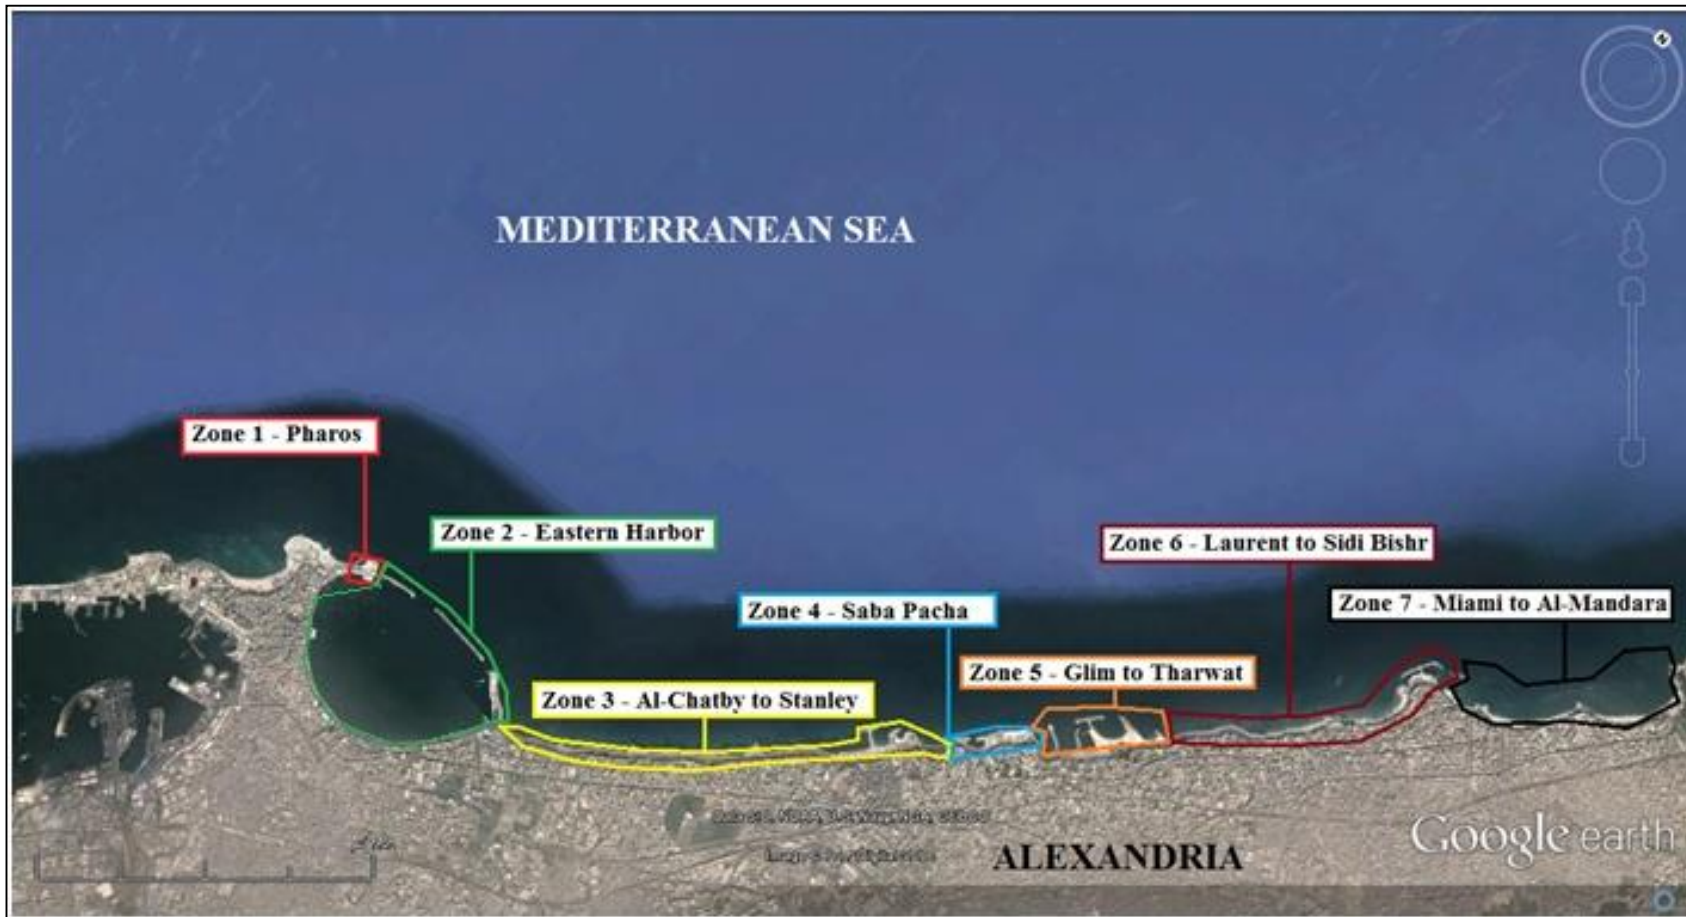 MEDITERRANEAN SEA
Zone 1 - Pharos
Zone 2 - Eastern Harbor
Zone 6 - Laurent to Sidi Bishr
Zone 4 - Saba Pacha
Zone 7 - Miami to Al-Mandara
Zone 5 - Glim to Tharwat
Zone 3 - Al-Chatby to Stanley
Google earth
ALEXANDRIA